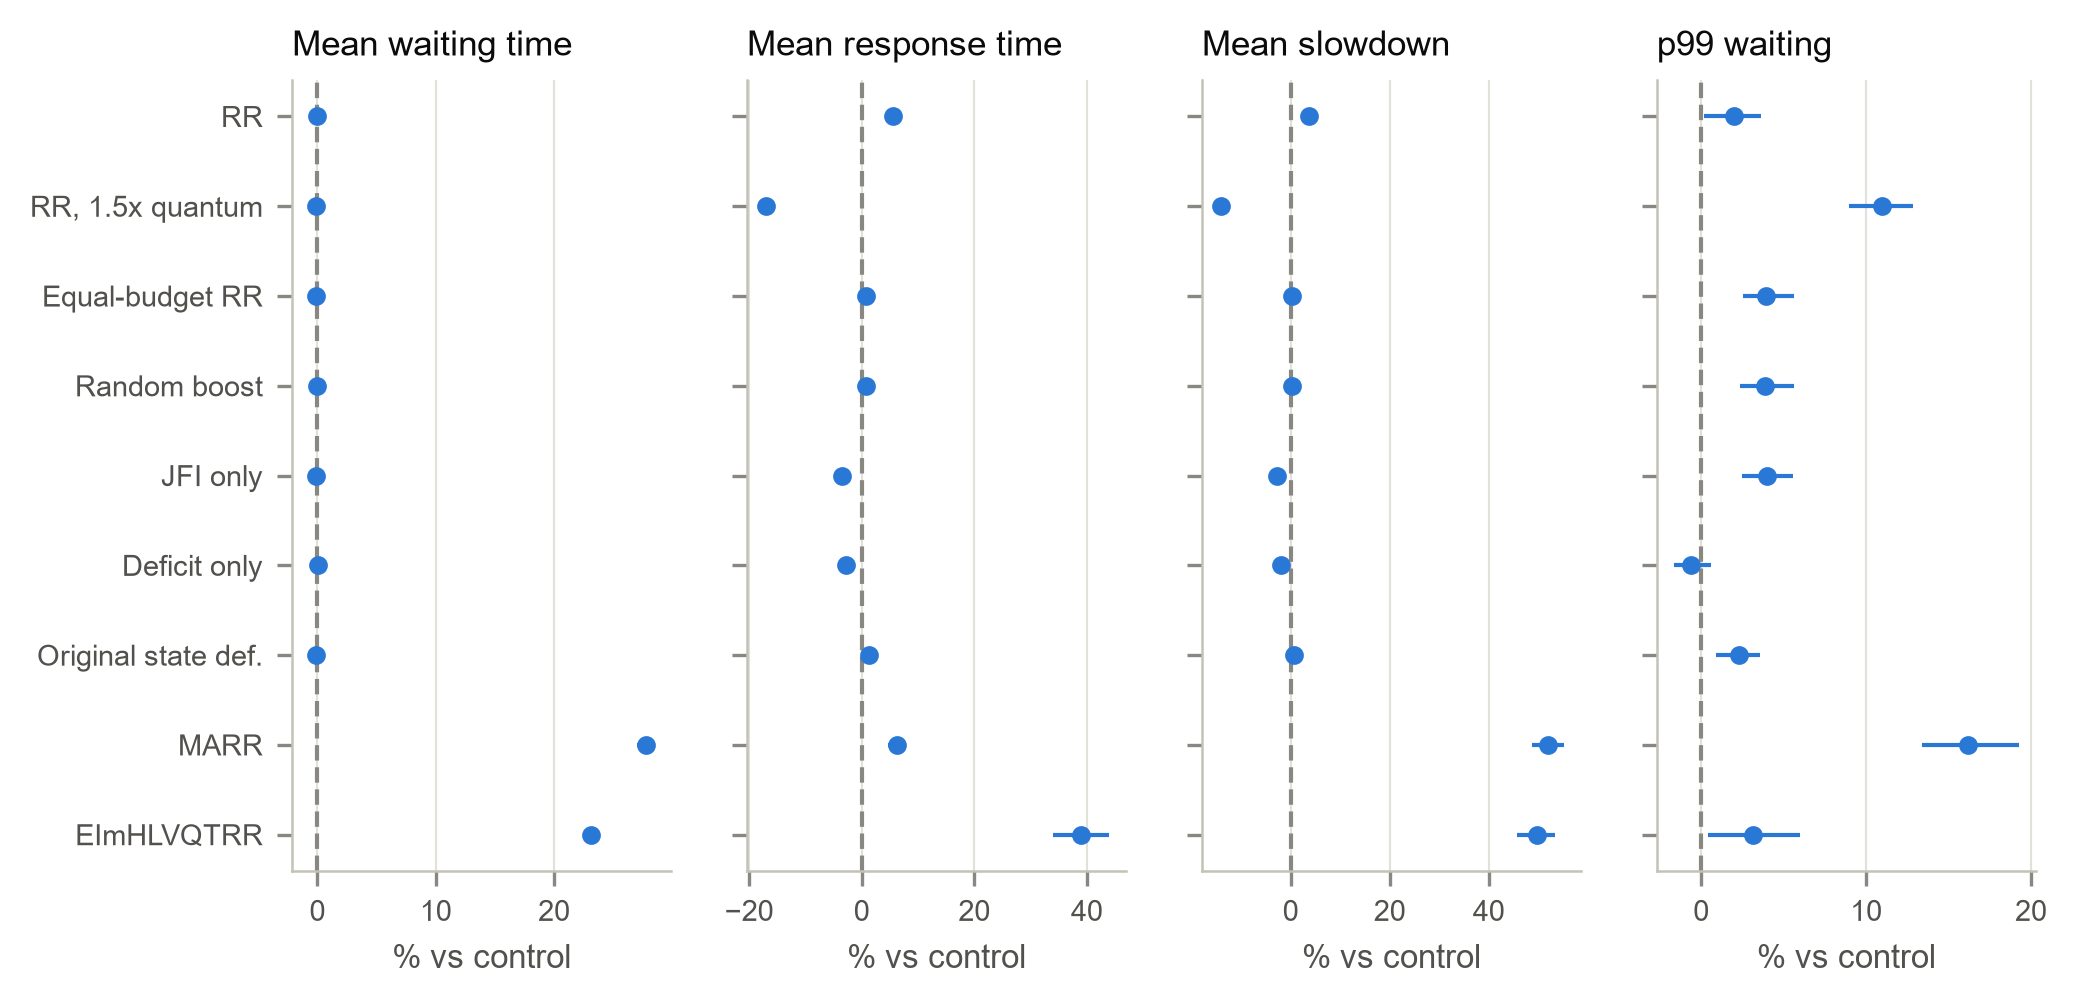 Mean waiting time
Mean response time
Mean slowdown
p99 waiting
RR
RR, 1.5x quantum
Equal-budget RR
Random boost
JFI only
Deficit only
Original state def.
MARR
EImHLVQTRR
0 10 20
−20 0 20 40
0 20 40
0 10 20
% vs control
% vs control
% vs control
% vs control